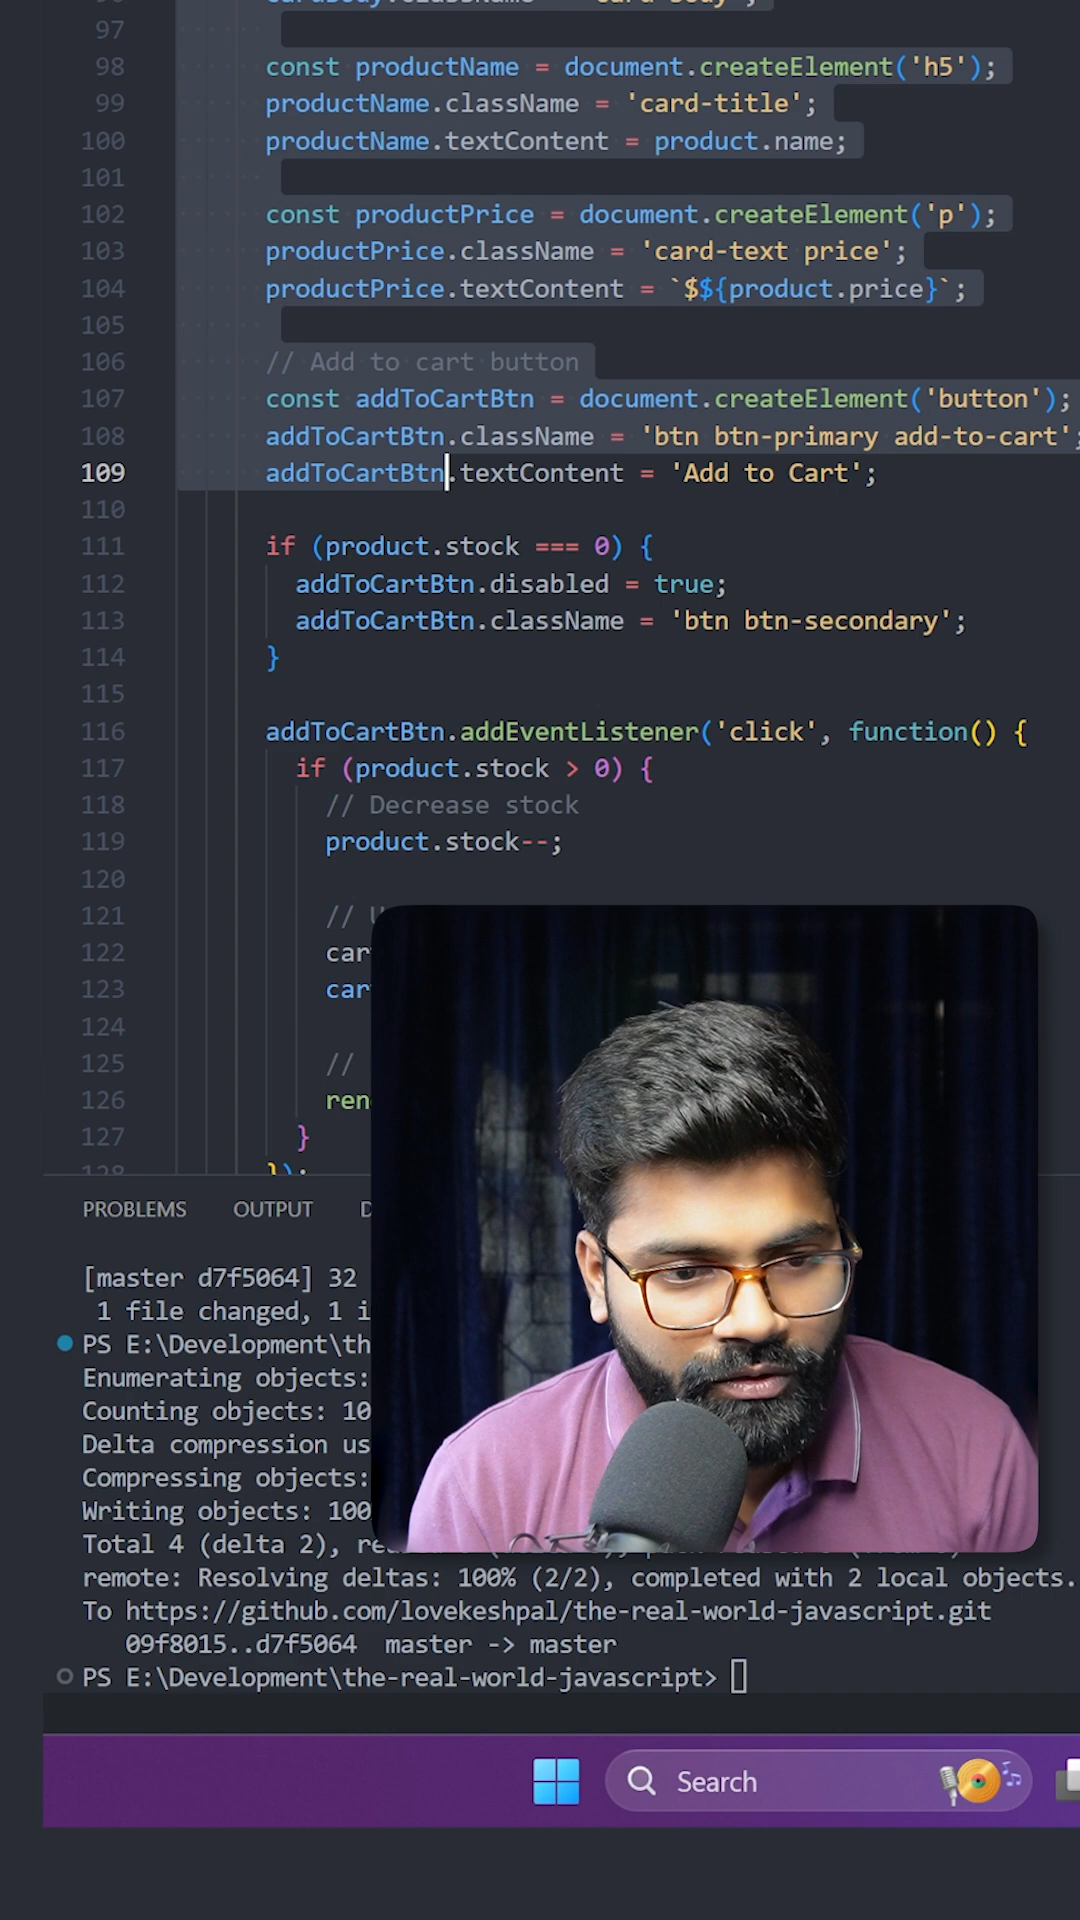 97
98 const productName = document.createElement('h5');
99 productName.className = 'card-title';
100 productName.textContent = product.name;
101
102 const productPrice = document.createElement('p');
103 productPrice.className = 'card-text price';
104 productPrice.textContent = `$${product.price}`;
105
106 // Add to cart button
107 const addToCartBtn = document.createElement('button');
108 addToCartBtn.className = 'btn btn-primary add-to-cart';
109 addToCartBtn.textContent = 'Add to Cart';
110
111 if (product.stock === 0) {
112 addToCartBtn.disabled = true;
113 addToCartBtn.className = 'btn btn-secondary';
114 }
115
116 addToCartBtn.addEventListener('click', function() {
117 if (product.stock > 0) {
118 // Decrease stock
119 product.stock--;
120
121 //
122 car
123 car
124
125 //
126 ren
127 }
128 });
PROBLEMS OUTPUT
[master d7f5064] 32
1 file changed, 1 i
PS E:\Development\th
Enumerating objects:
Counting objects: 10
Delta compression us
Compressing objects:
Writing objects: 100
Total 4 (delta 2), re
remote: Resolving deltas: 100% (2/2), completed with 2 local objects.
To https://github.com/lovekeshpal/the-real-world-javascript.git
09f8015..d7f5064 master -> master
PS E:\Development\the-real-world-javascript>
Search